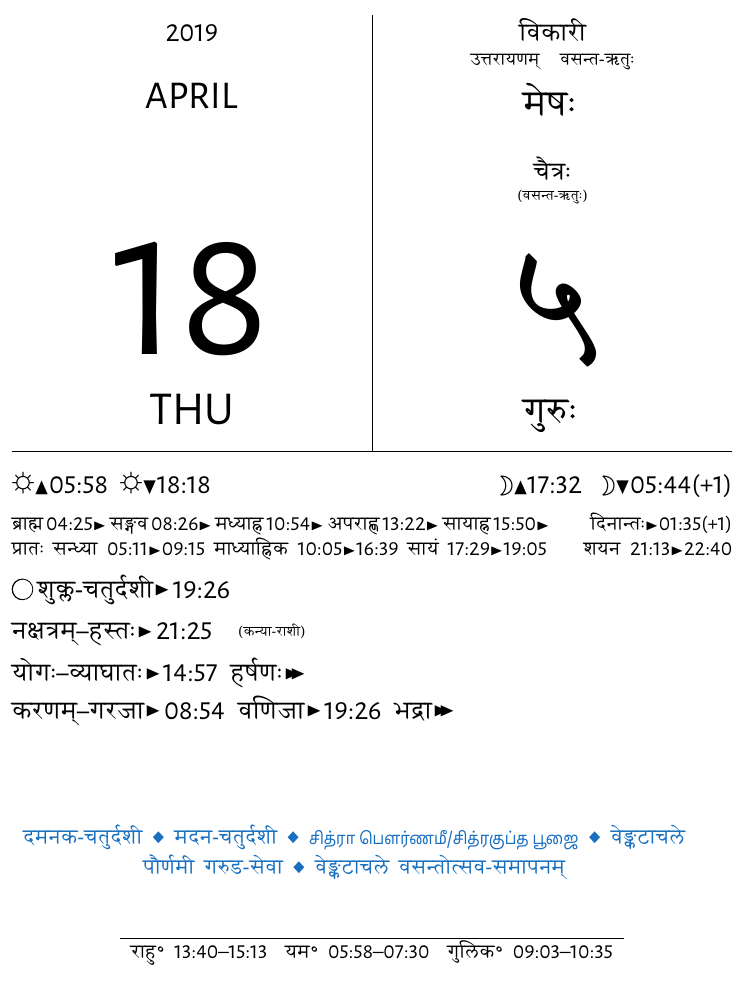 2019
APRIL
18
THU
विकारी
उत्तरायणम् वसन्त-ऋतुः
मेषः
चैत्रः
(वसन्त-ऋतुः)
५
गुरुः
☼▲05:58 ☼▼18:18 ☽▲17:32 ☽▼05:44(+1)
ब्राह्म 04:25► सङ्गव 08:26► मध्याह्न 10:54► अपराह्ण 13:22► सायाह्न 15:50► दिनान्तः►01:35(+1)
प्रातः सन्ध्या 05:11►09:15 माध्याह्निक 10:05►16:39 सायं 17:29►19:05 शयन 21:13►22:40
○ शुक्ल-चतुर्दशी► 19:26
नक्षत्रम्–हस्तः► 21:25 (कन्या-राशी)
योगः–व्याघातः►14:57 हर्षणः►►
करणम्–गरजा► 08:54 वणिजा►19:26 भद्रा►►
दमनक-चतुर्दशी ◆ मदन-चतुर्दशी ◆ சித்ரா பௌர்ணமீ/சித்ரகுப்த பூஜை ◆ वेङ्कटाचले
पौर्णमी गरुड-सेवा ◆ वेङ्कटाचले वसन्तोत्सव-समापनम्
राहु॰ 13:40–15:13 यम॰ 05:58–07:30 गुलिक॰ 09:03–10:35